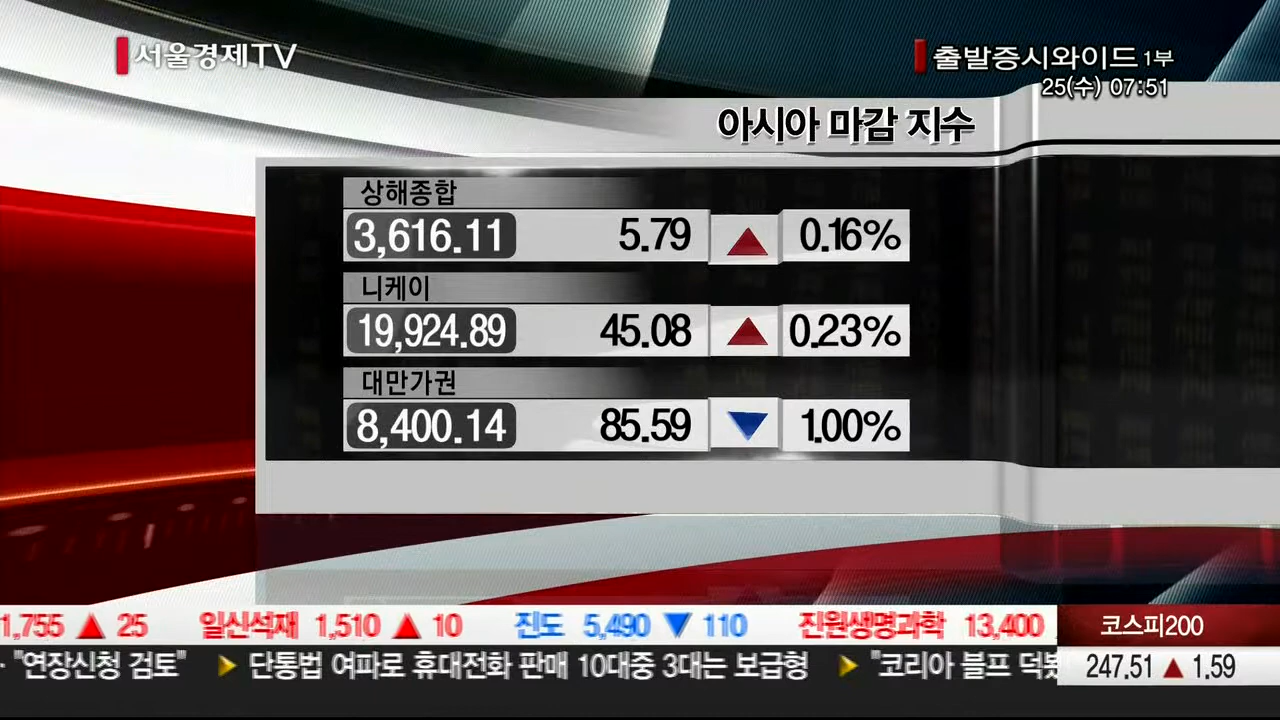 서울경제TV
출발증시와이드 1부
25(수) 07:51
아시아 마감 지수
상해종합
3,616.11 5.79 ▲ 0.16%
니케이
19,924.89 45.08 ▲ 0.23%
대만가권
8,400.14 85.59 ▼ 1.00%
1,755 ▲ 25 일신석재 1,510 ▲ 10 진도 5,490 ▼ 110 진원생명과학 13,400
코스피200
"연장신청 검토" ▶ 단통법 여파로 휴대전화 판매 10대중 3대는 보급형 ▶ "코리아 블프 덕
247.51 ▲ 1.59